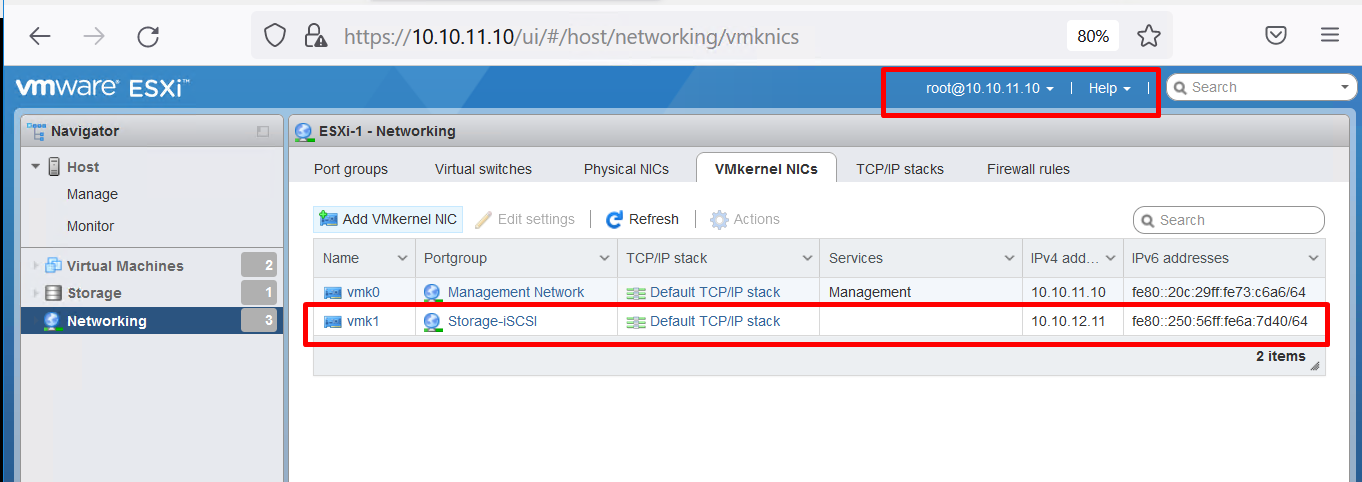 https://10.10.11.10/ui/#/host/networking/vmknics 80%
vmware® ESXi™ root@10.10.11.10 | Help | Search
Navigator
Host
Manage
Monitor
Virtual Machines 2
Storage 1
Networking 3
ESXi-1 - Networking
Port groups Virtual switches Physical NICs VMkernel NICs TCP/IP stacks Firewall rules
Add VMkernel NIC Edit settings | Refresh | Actions Search
Name Portgroup TCP/IP stack Services IPv4 add... IPv6 addresses
vmk0 Management Network Default TCP/IP stack Management 10.10.11.10 fe80::20c:29ff:fe73:c6a6/64
vmk1 Storage-iSCSI Default TCP/IP stack 10.10.12.11 fe80::250:56ff:fe6a:7d40/64
2 items